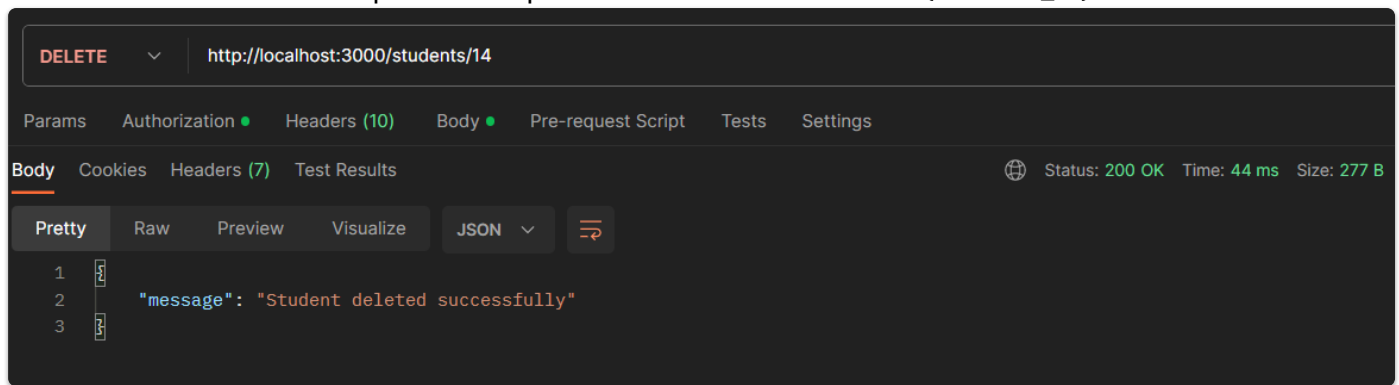 DELETE http://localhost:3000/students/14
Params Authorization Headers (10) Body Pre-request Script Tests Settings
Body Cookies Headers (7) Test Results Status: 200 OK Time: 44 ms Size: 277 B
Pretty Raw Preview Visualize JSON
1 {
2 "message": "Student deleted successfully"
3 }